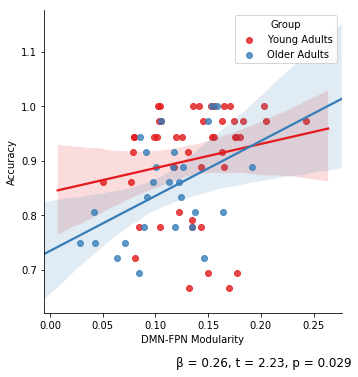 Group
Young Adults
Older Adults
Accuracy
1.1
1.0
0.9
0.8
0.7
0.00
0.05
0.10
0.15
0.20
0.25
DMN-FPN Modularity
β = 0.26, t = 2.23, p = 0.029